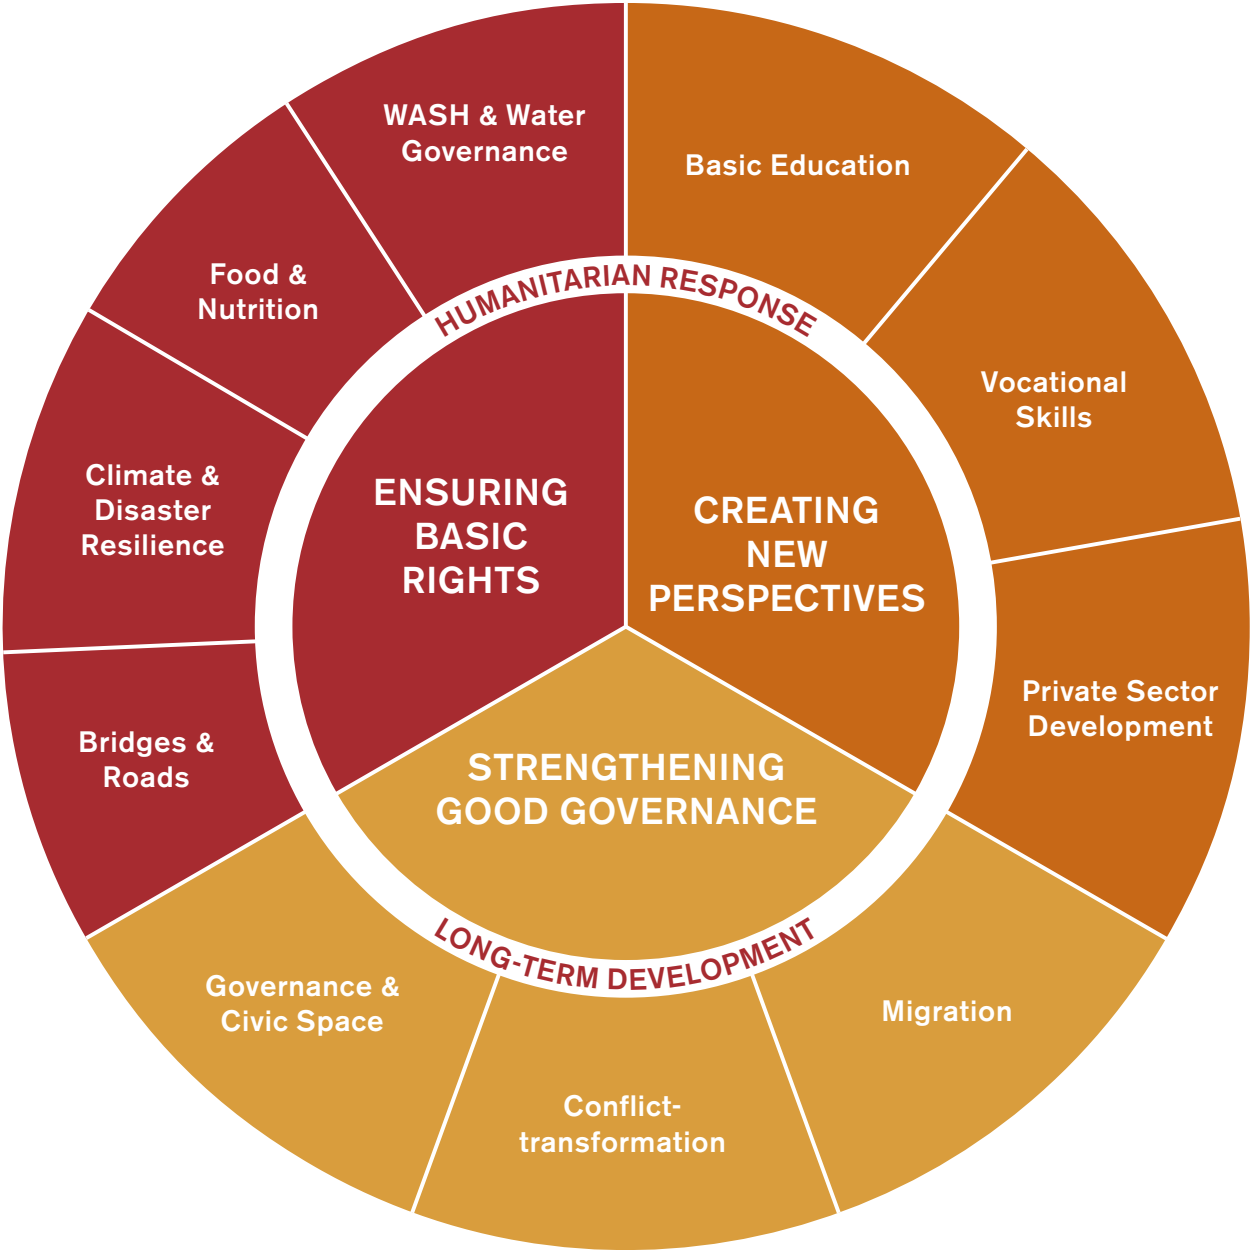 WASH & Water
Governance
Basic Education
Food &
Nutrition
HUMANITARIAN RESPONSE
Vocational
Skills
Climate &
Disaster
Resilience
ENSURING
BASIC
RIGHTS
CREATING
NEW
PERSPECTIVES
Private Sector
Development
Bridges &
Roads
STRENGTHENING
GOOD GOVERNANCE
LONG-TERM DEVELOPMENT
Governance &
Civic Space
Migration
Conflict-
transformation